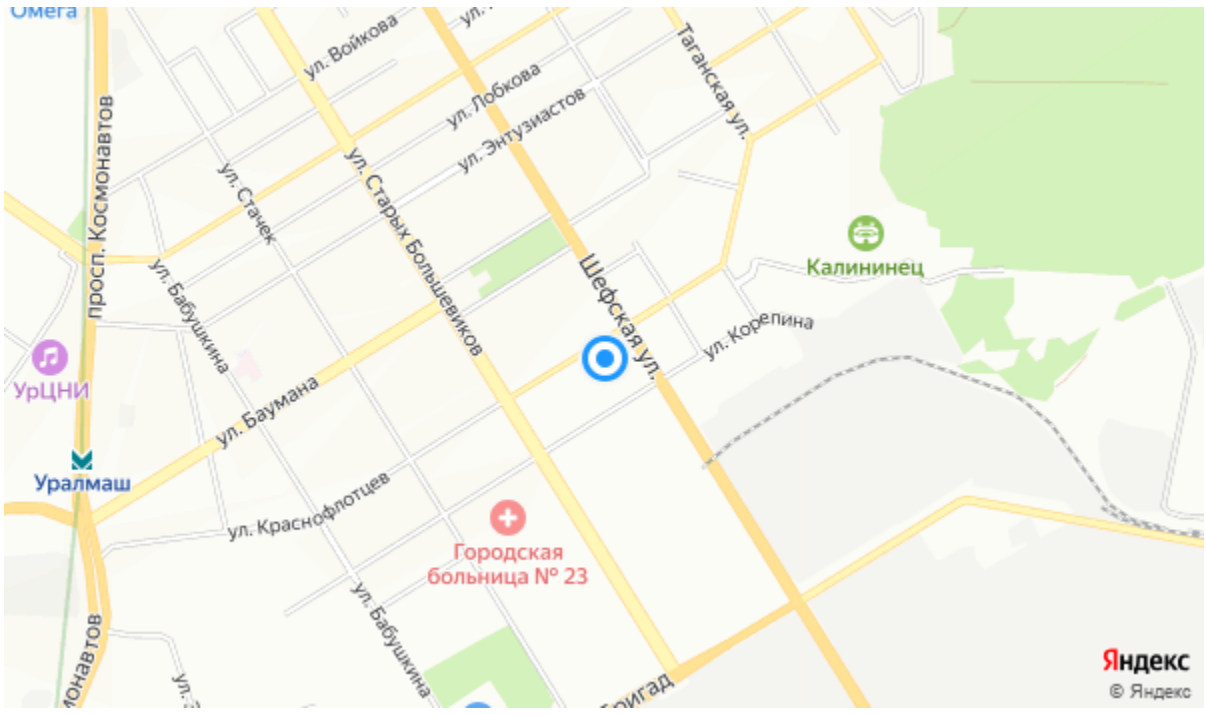 Омега
ул. Войкова
ул.
Таганская ул.
ул. Лобкова
ул. Энтузиастов
просп. Космонавтов
ул. Стачек
ул. Старых Большевиков
Шефская ул.
Калининец
ул. Бабушкина
ул. Корепина
УрЦНИ
ул. Баумана
Уралмаш
ул. Краснофлотцев
Городская
больница № 23
ул. Бабушкина
монавтов
ул.
бригад
Яндекс
© Яндекс